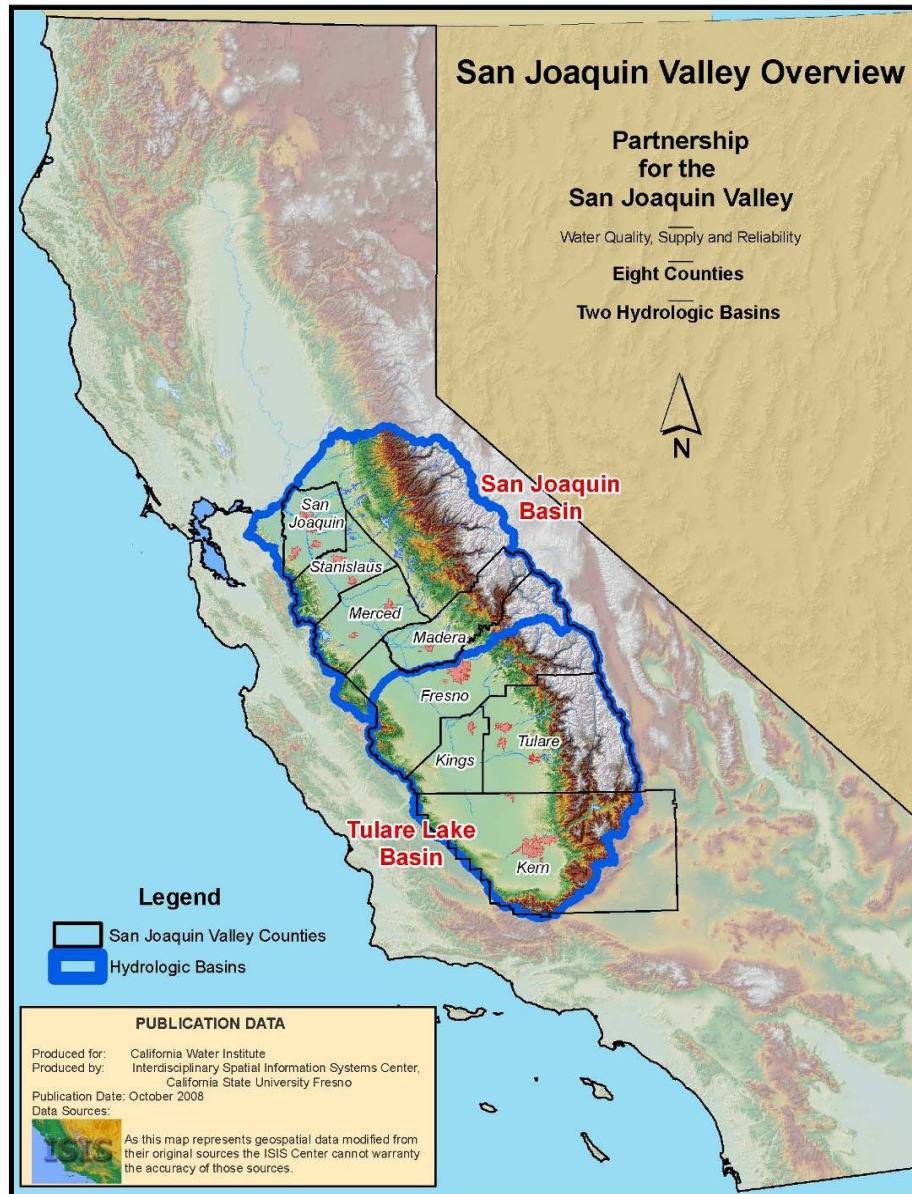 San Joaquin Valley Overview
Partnership
for the
San Joaquin Valley
Water Quality, Supply and Reliability
Eight Counties
Two Hydrologic Basins
N
San Joaquin
Basin
San
Joaquin
Stanislaus
Merced
Madera
Fresno
Kings
Tulare
Tulare Lake
Basin
Kern
Legend
San Joaquin Valley Counties
Hydrologic Basins
PUBLICATION DATA
Produced for: California Water Institute
Produced by: Interdisciplinary Spatial Information Systems Center,
California State University Fresno
Publication Date: October 2008
Data Sources:
ISIS
As this map represents geospatial data modified from
their original sources the ISIS Center cannot warranty
the accuracy of those sources.